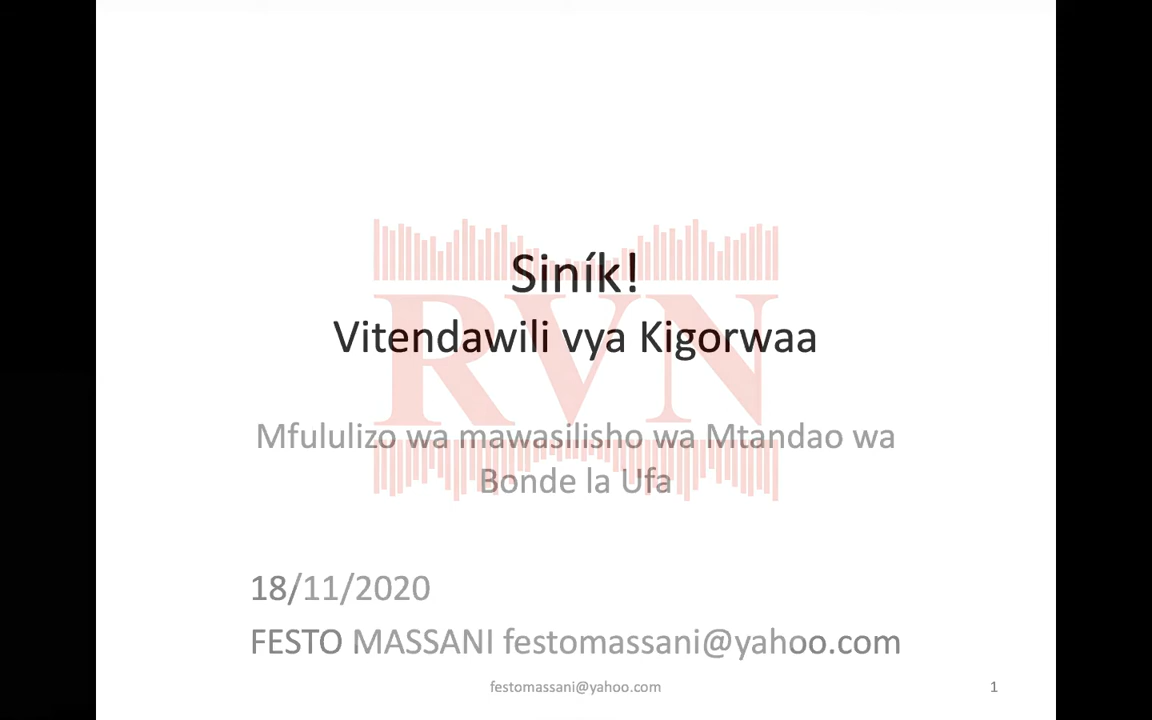 Siník!
Vitendawili vya Kigorwaa
RVN
Mfululizo wa mawasilisho wa Mtandao wa
Bonde la Ufa
18/11/2020
FESTO MASSANI festomassani@yahoo.com
festomassani@yahoo.com 1